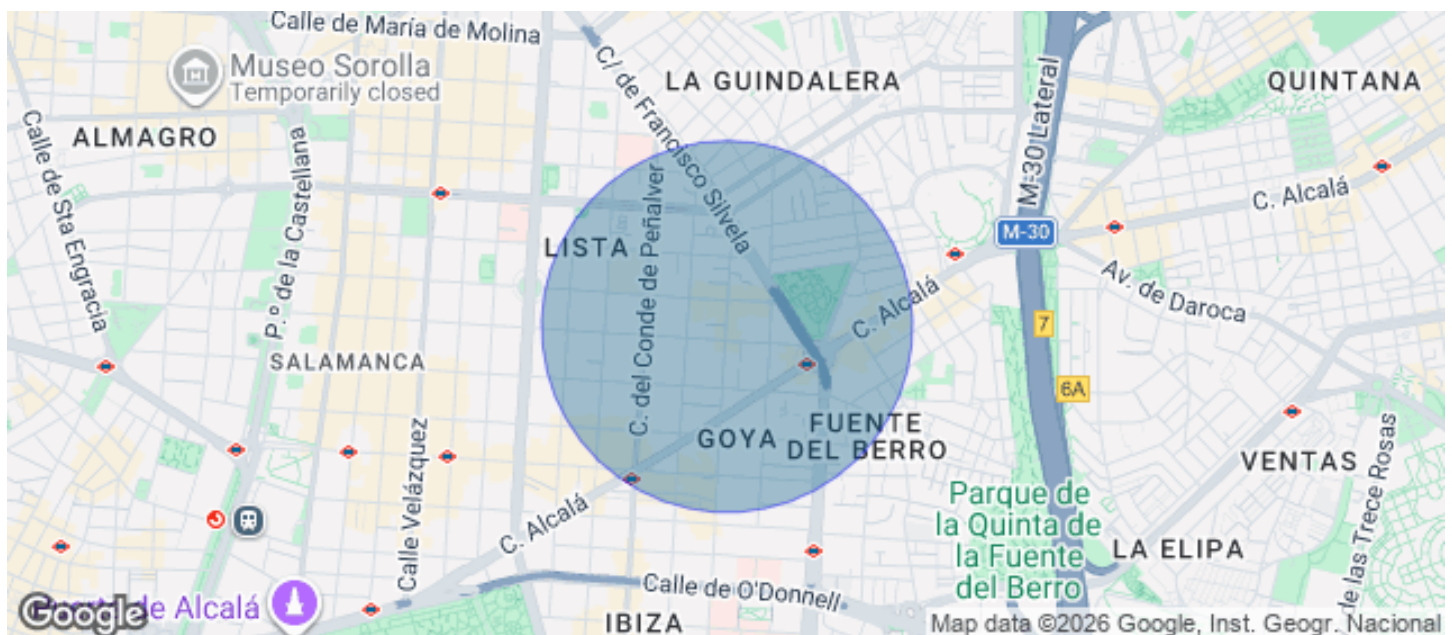 Calle de María de Molina
Museo Sorolla
Temporarily closed
C/ de Francisco Silvela
LA GUINDALERA
M-30 Lateral
QUINTANA
ALMAGRO
Calle de Sta Engracia
P.º de la Castellana
C. del Conde de Peñalver
C. Alcalá
M-30
LISTA
Av. de Daroca
C. Alcalá
7
SALAMANCA
6A
Calle Velázquez
GOYA
FUENTE
DEL BERRO
VENTAS
de las Trece Rosas
Parque de
la Quinta de
la Fuente
del Berro
C. Alcalá
LA ELIPA
Calle de O'Donnell
de Alcalá
Google
IBIZA
Map data ©2026 Google, Inst. Geogr. Nacional